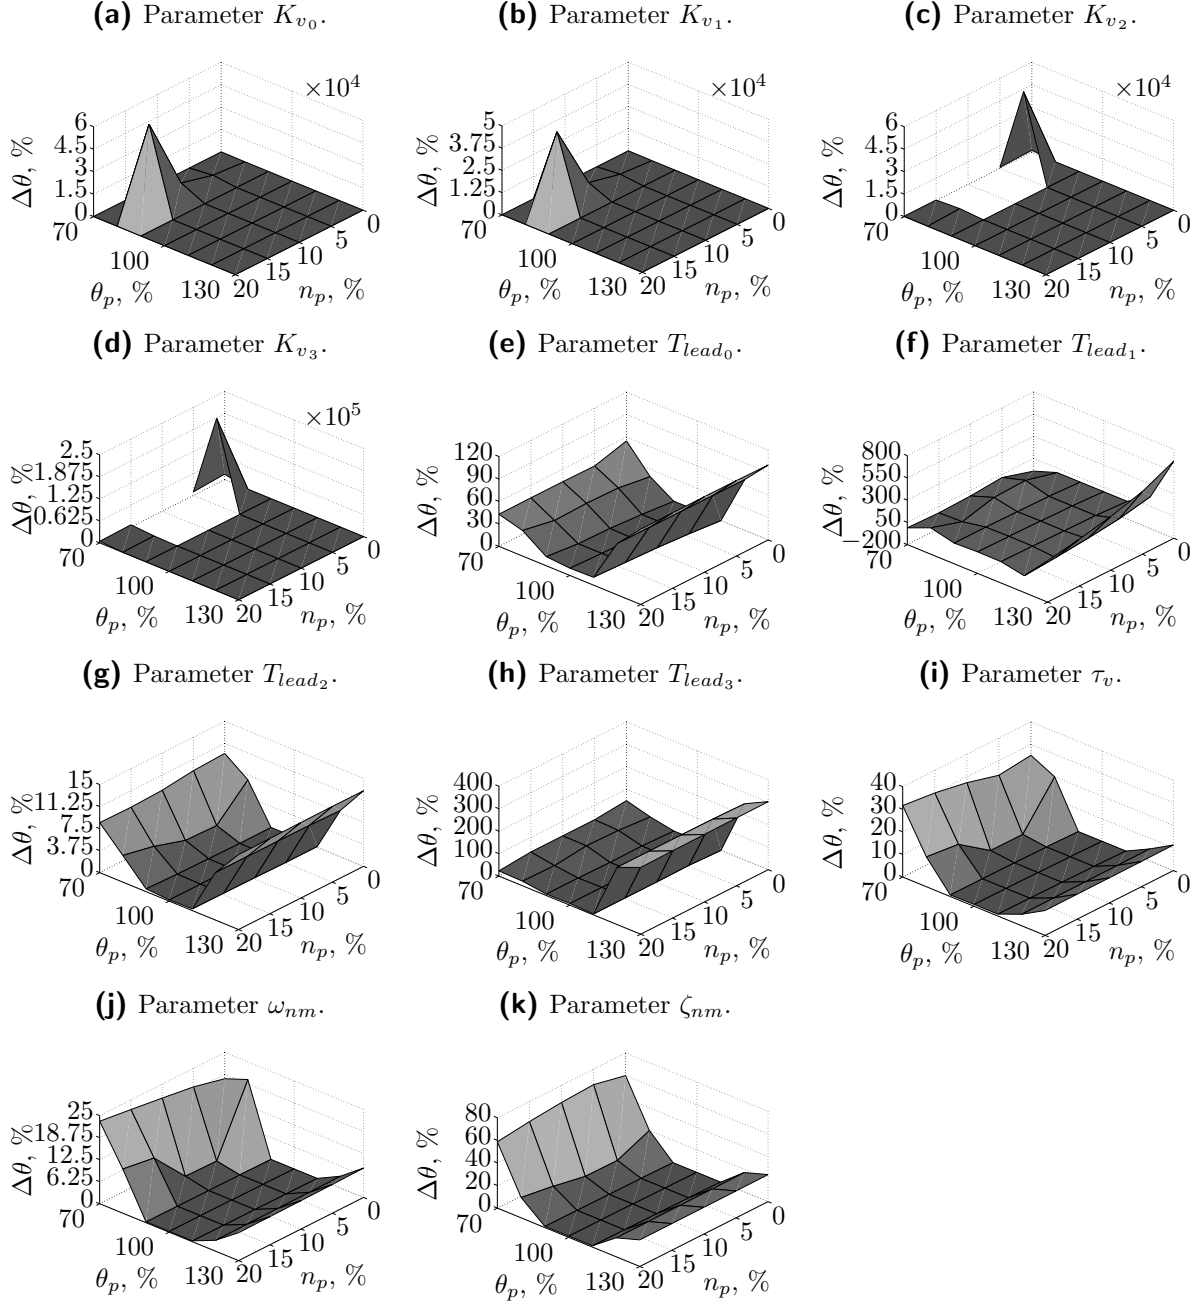 (a) Parameter K_{v_0}. (b) Parameter K_{v_1}. (c) Parameter K_{v_2}.
×10^4 ×10^4 ×10^4
6 4.5 3 1.5 0 Δθ, % 70 100 130 θ_p, % 20 15 10 5 0 n_p, %
5 3.75 2.5 1.25 0 Δθ, % 70 100 130 θ_p, % 20 15 10 5 0 n_p, %
6 4.5 3 1.5 0 Δθ, % 70 100 130 θ_p, % 20 15 10 5 0 n_p, %
(d) Parameter K_{v_3}. (e) Parameter T_{lead_0}. (f) Parameter T_{lead_1}.
×10^5
2.5 1.875 1.25 0.625 0 Δθ, % 70 100 130 θ_p, % 20 15 10 5 0 n_p, %
120 90 60 30 0 Δθ, % 70 100 130 θ_p, % 20 15 10 5 0 n_p, %
800 550 300 50 −200 Δθ, % 70 100 130 θ_p, % 20 15 10 5 0 n_p, %
(g) Parameter T_{lead_2}. (h) Parameter T_{lead_3}. (i) Parameter τ_v.
15 11.25 7.5 3.75 0 Δθ, % 70 100 130 θ_p, % 20 15 10 5 0 n_p, %
400 300 200 100 0 Δθ, % 70 100 130 θ_p, % 20 15 10 5 0 n_p, %
40 30 20 10 0 Δθ, % 70 100 130 θ_p, % 20 15 10 5 0 n_p, %
(j) Parameter ω_{nm}. (k) Parameter ζ_{nm}.
25 18.75 12.5 6.25 0 Δθ, % 70 100 130 θ_p, % 20 15 10 5 0 n_p, %
80 60 40 20 0 Δθ, % 70 100 130 θ_p, % 20 15 10 5 0 n_p, %